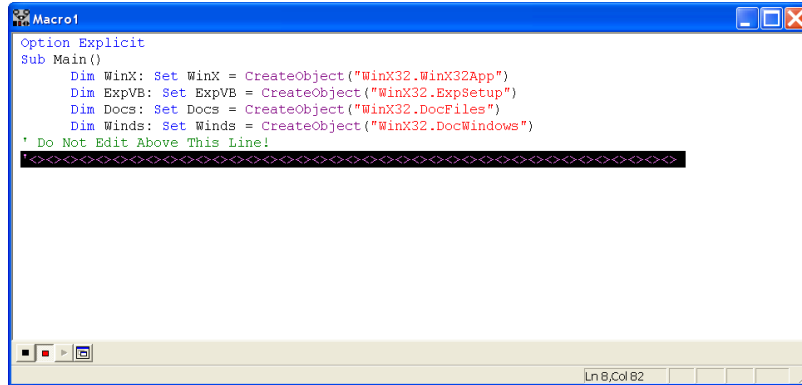 Macro1
Option Explicit
Sub Main()
Dim WinX: Set WinX = CreateObject("WinX32.WinX32App")
Dim ExpVB: Set ExpVB = CreateObject("WinX32.ExpSetup")
Dim Docs: Set Docs = CreateObject("WinX32.DocFiles")
Dim Winds: Set Winds = CreateObject("WinX32.DocWindows")
' Do Not Edit Above This Line!
'<><><><><><><><><><><><><><><><><><><><><><><><><><><><><><><><><><><><><><><><>
Ln 8,Col 82